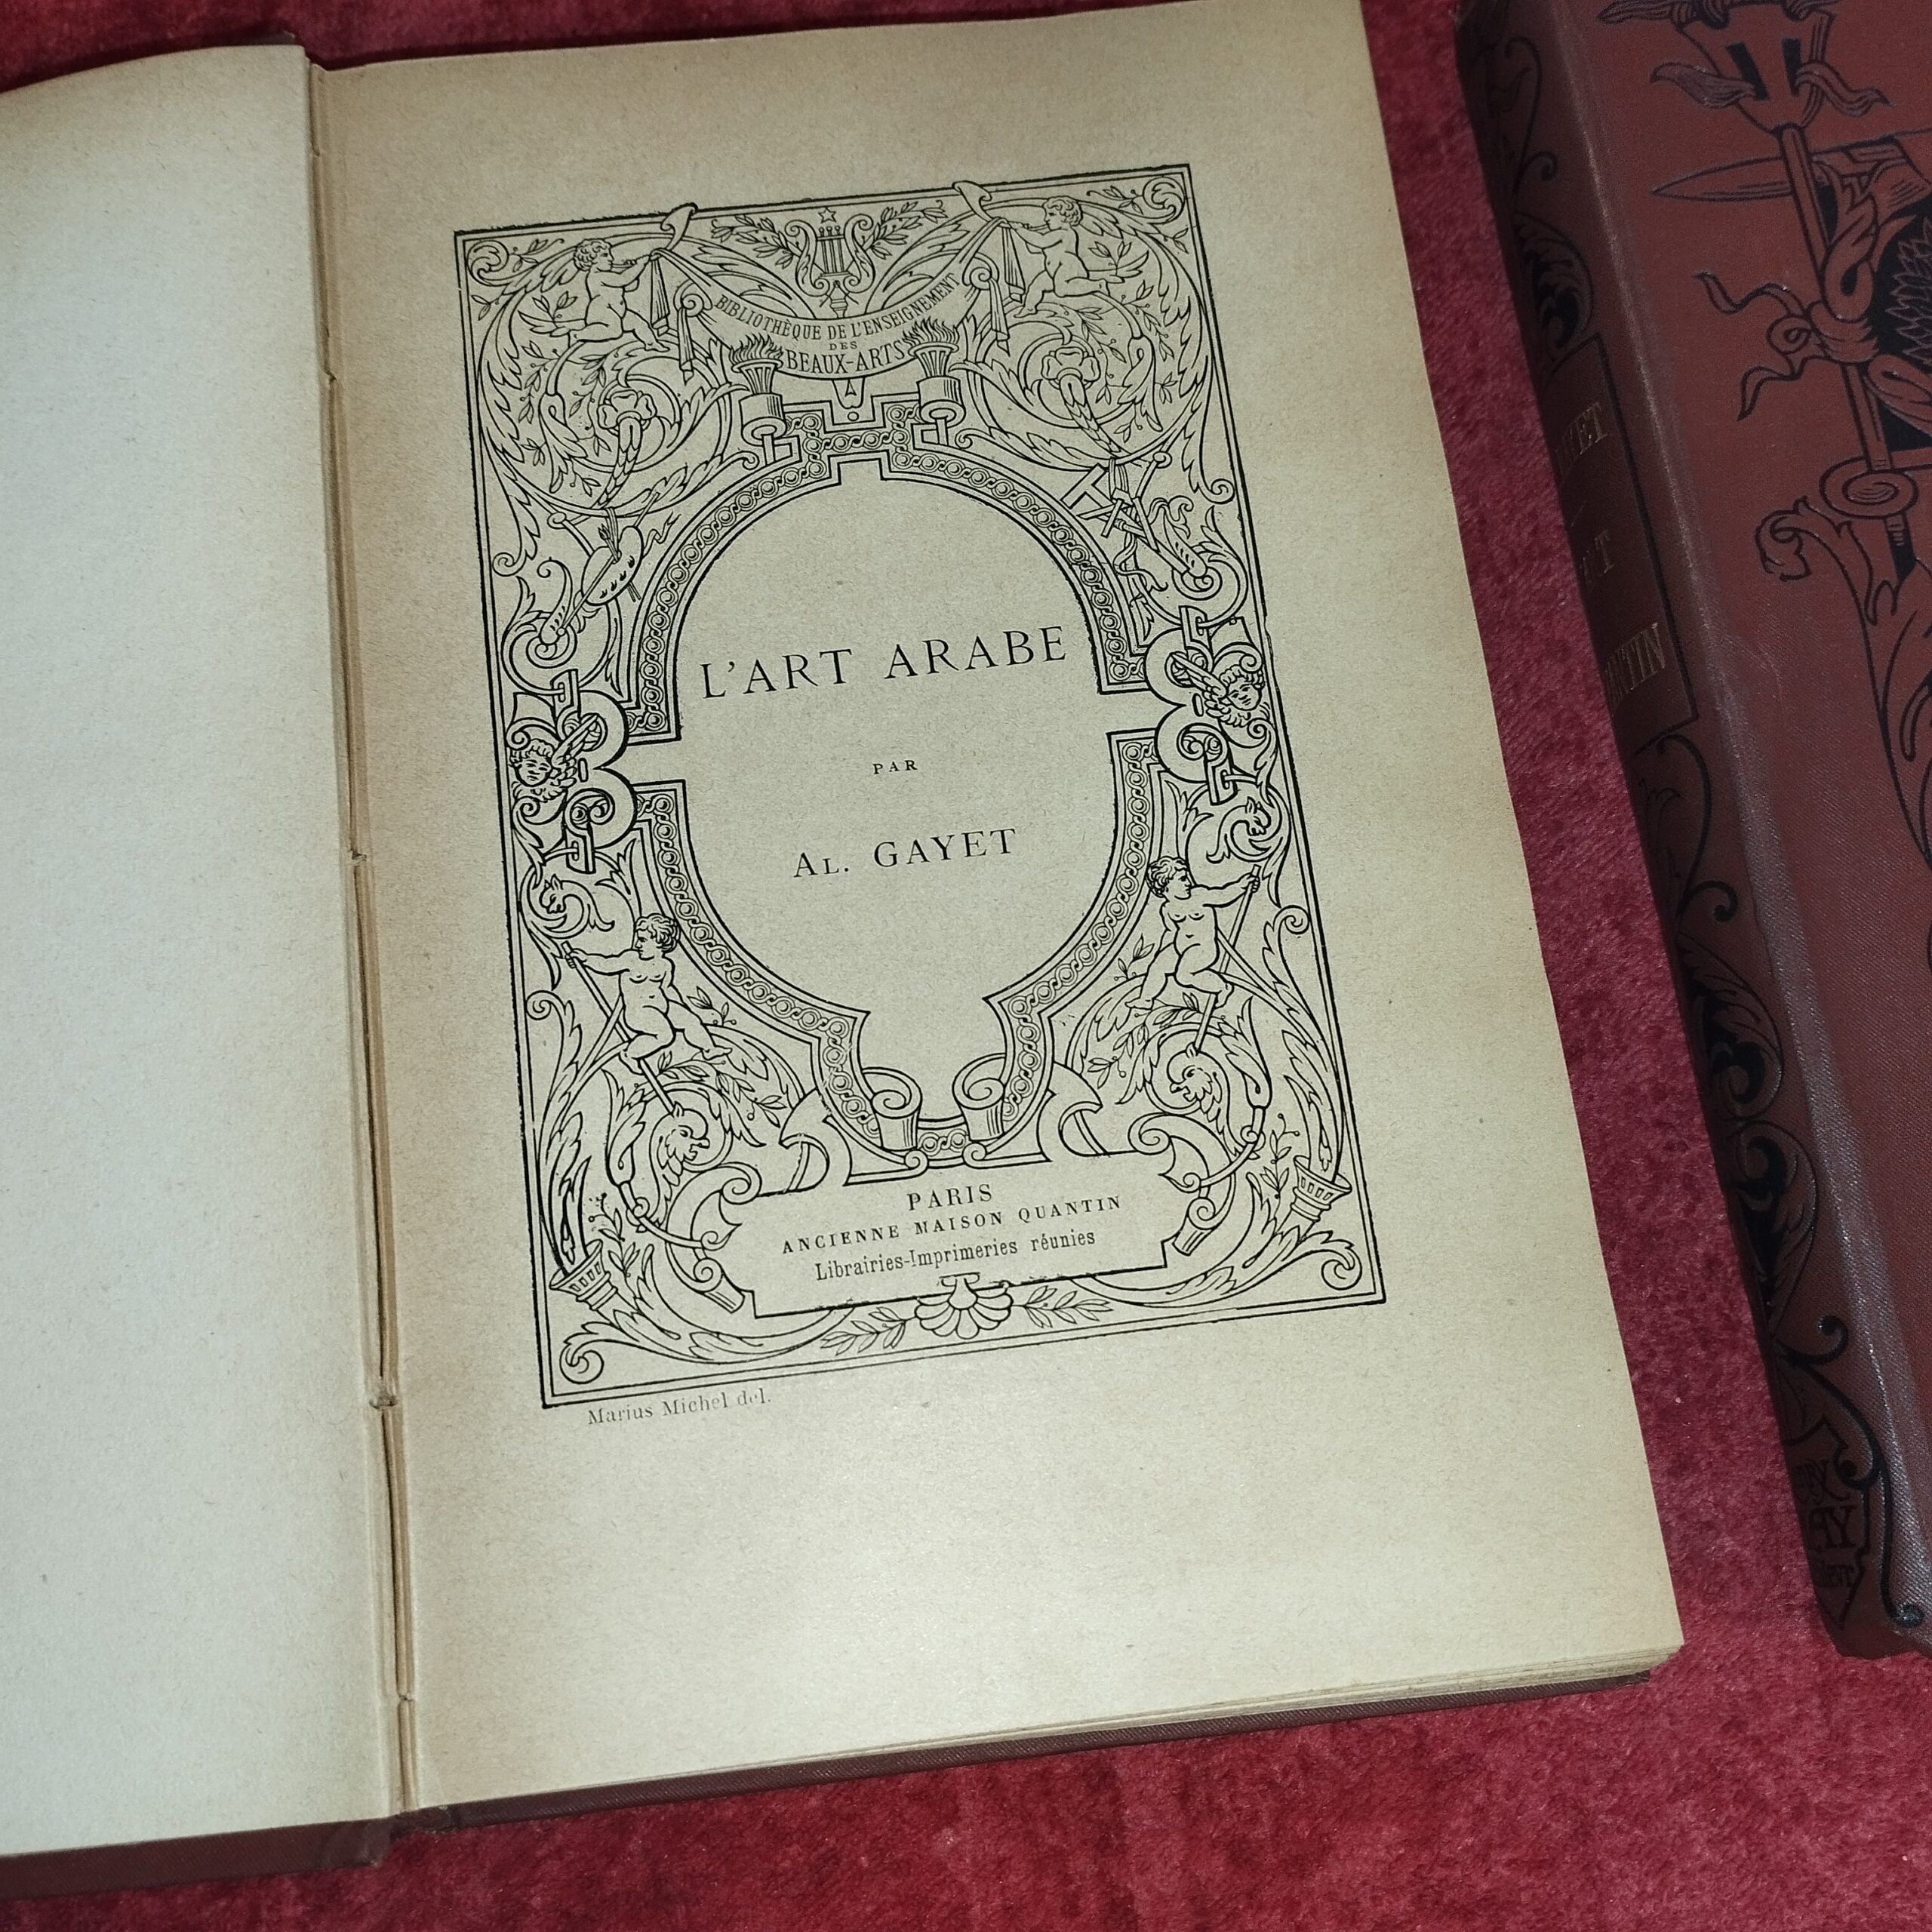 BIBLIOTHÈQUE DE L'ENSEIGNEMENT
DES
BEAUX-ARTS
L'ART ARABE
PAR
AL. GAYET
PARIS
ANCIENNE MAISON QUANTIN
Librairies-Imprimeries réunies
Marius Michel del.